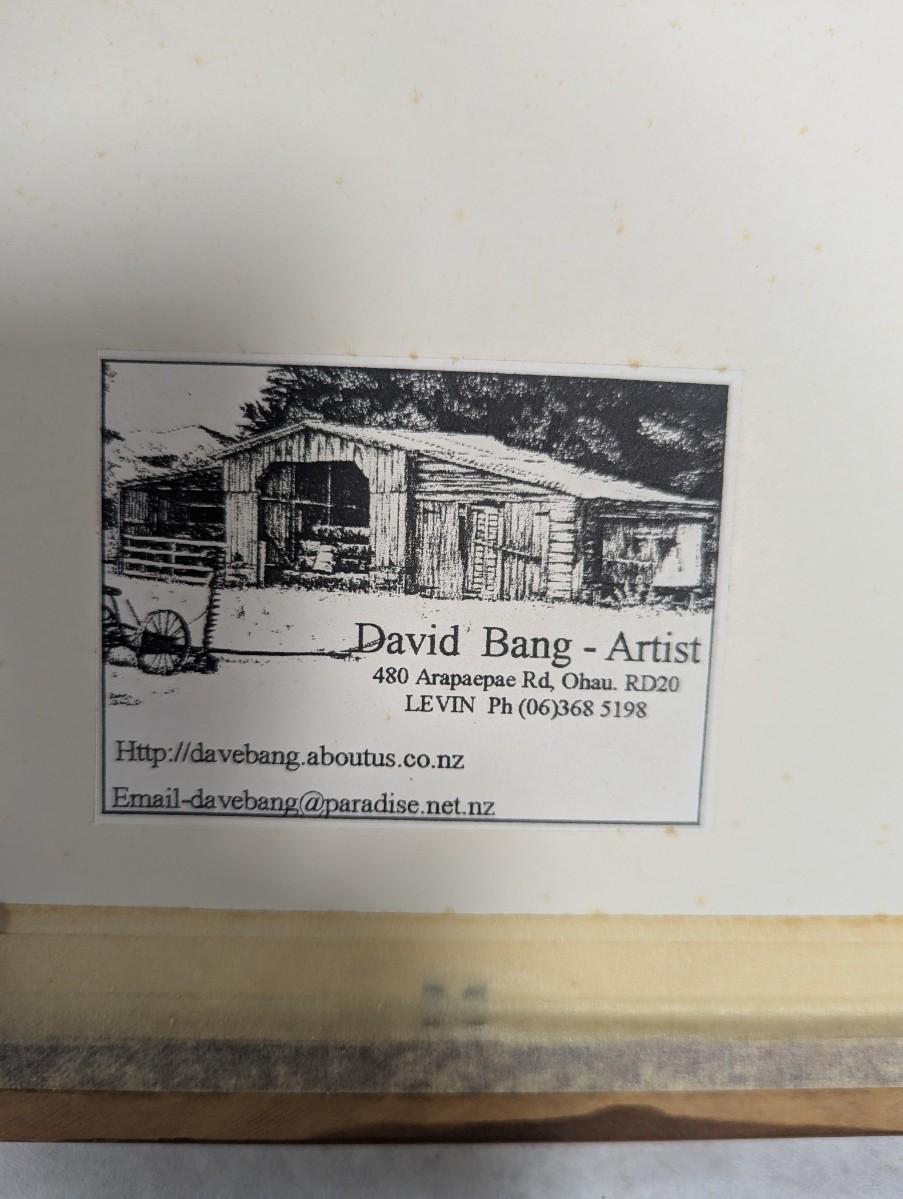 David Bang - Artist
480 Arapaepae Rd, Ohau. RD20
LEVIN Ph (06)368 5198
Http://davebang.aboutus.co.nz
Email-davebang@paradise.net.nz